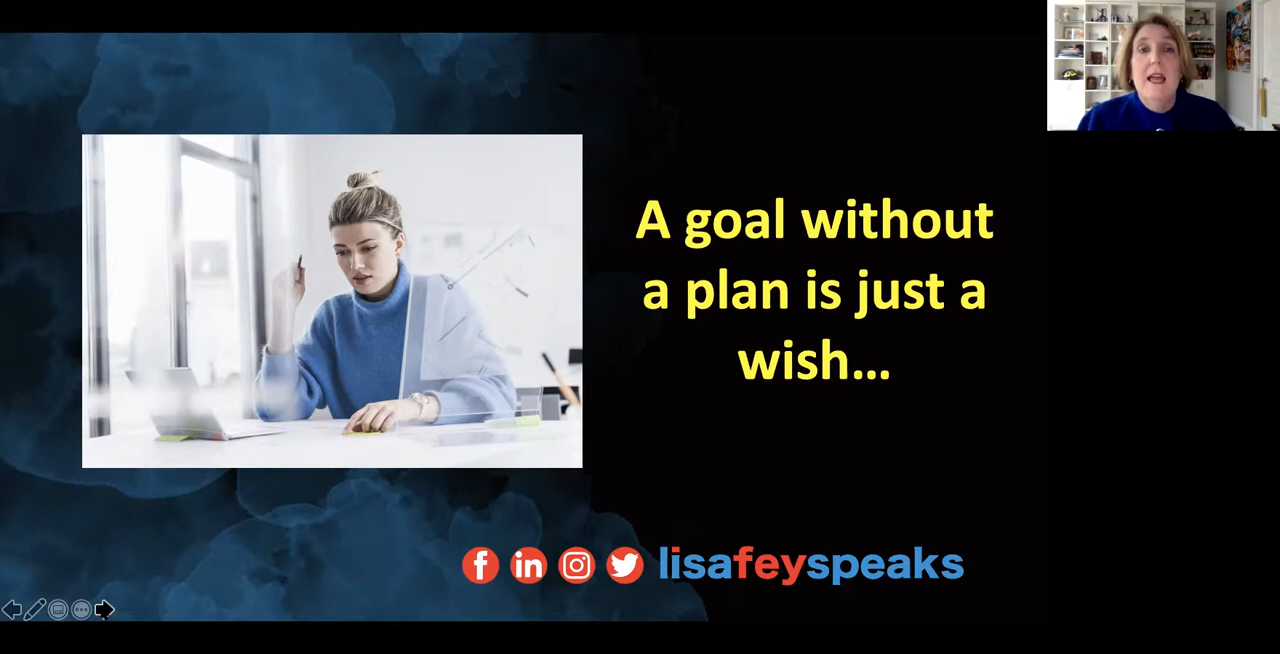 A goal without
a plan is just a
wish...
lisafeyspeaks